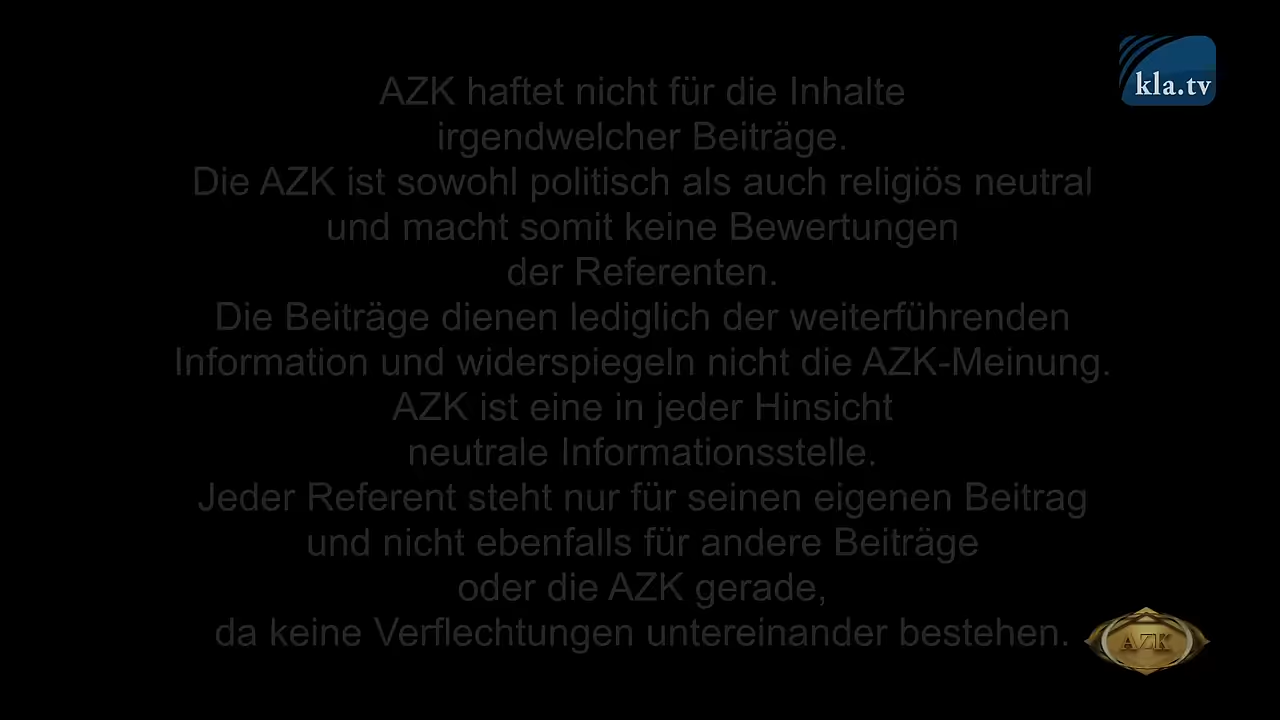 kla.tv
AZK haftet nicht für die Inhalte
irgendwelcher Beiträge.
Die AZK ist sowohl politisch als auch religiös neutral
und macht somit keine Bewertungen
der Referenten.
Die Beiträge dienen lediglich der weiterführenden
Information und widerspiegeln nicht die AZK-Meinung.
AZK ist eine in jeder Hinsicht
neutrale Informationsstelle.
Jeder Referent steht nur für seinen eigenen Beitrag
und nicht ebenfalls für andere Beiträge
oder die AZK gerade,
da keine Verflechtungen untereinander bestehen.
AZK